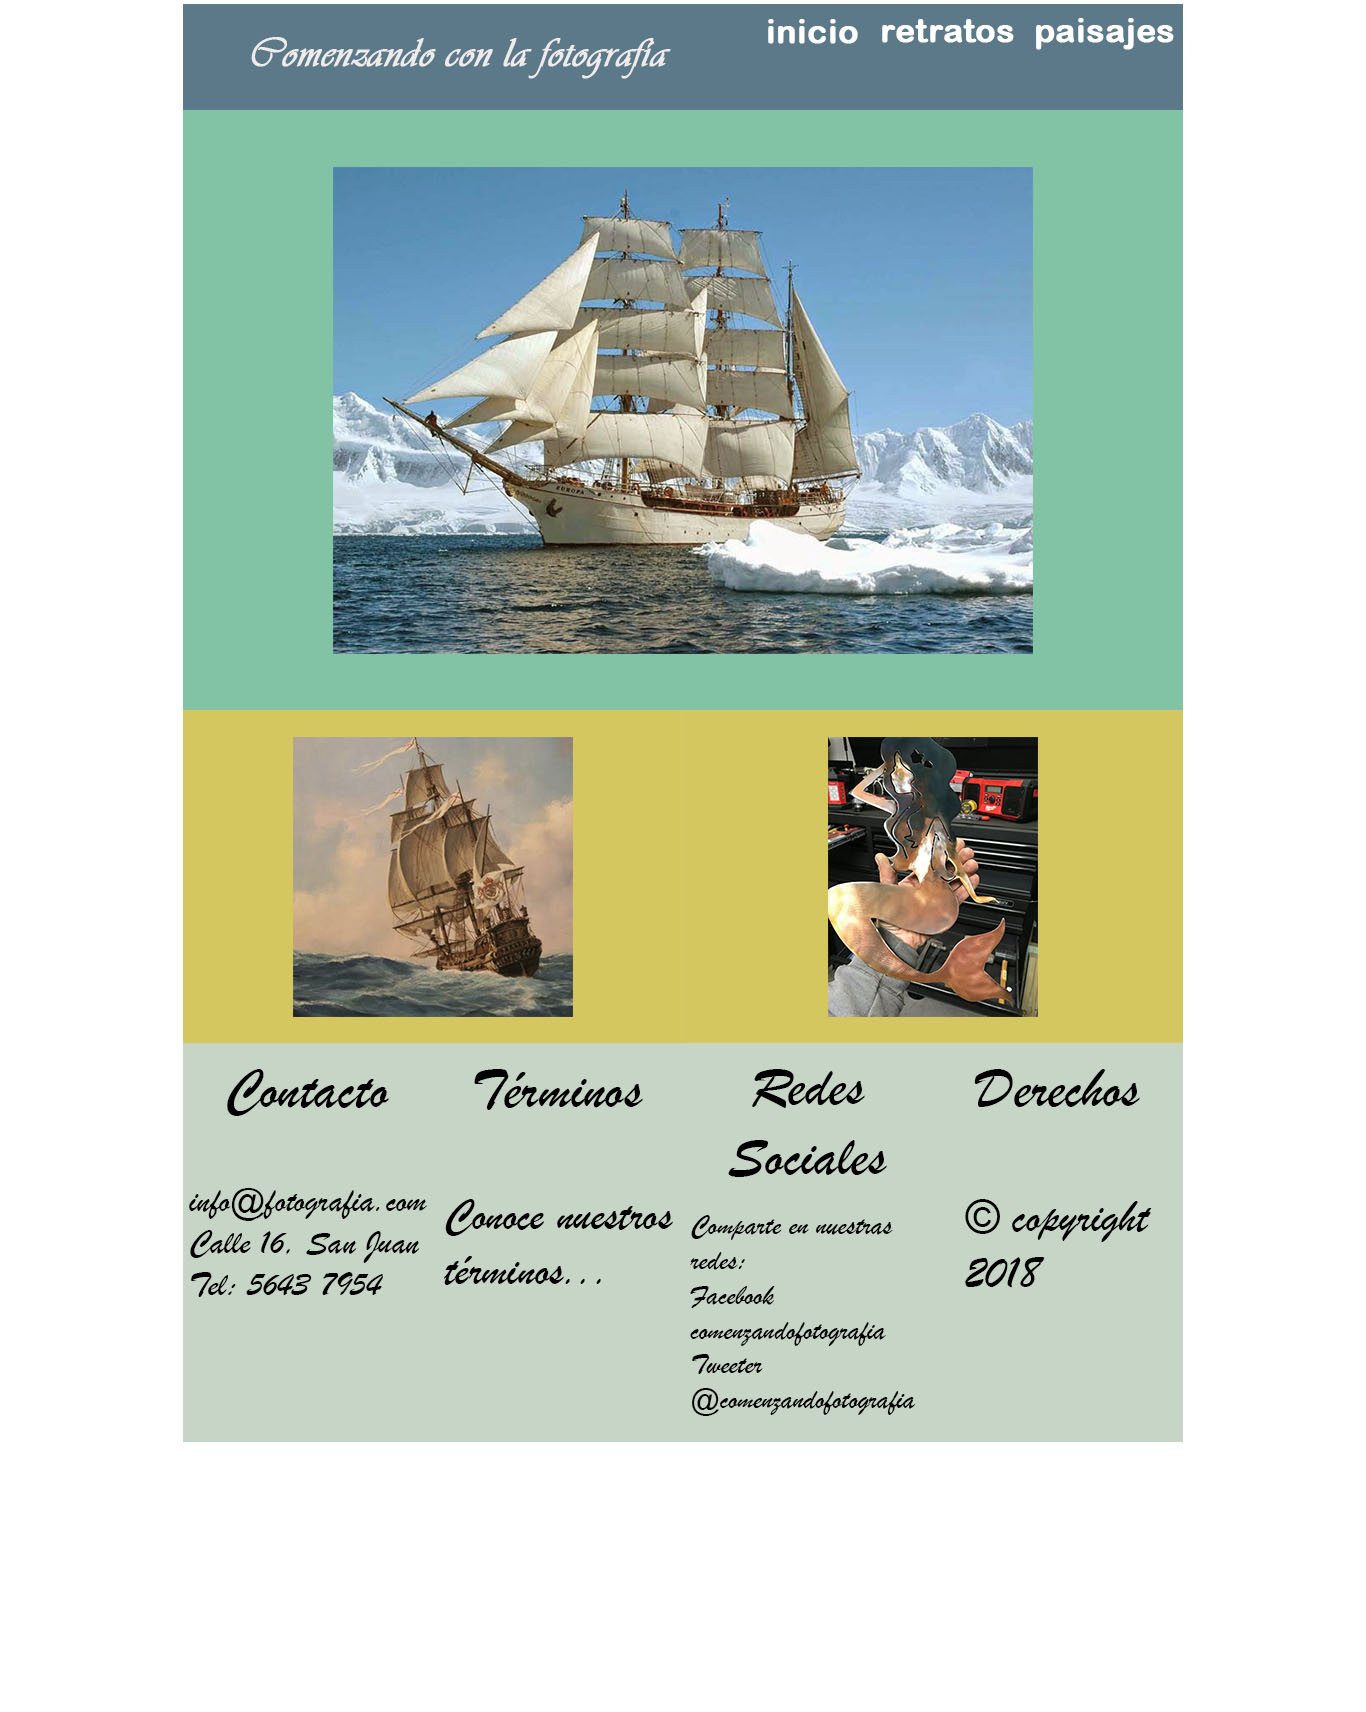 Comenzando con la fotografía
inicio retratos paisajes
EUROPA
Contacto
info@fotografia.com
Calle 16, San Juan
Tel: 5643 7954
Términos
Conoce nuestros
términos...
Redes
Sociales
Comparte en nuestras
redes:
Facebook
comenzandofotografia
Tweeter
@comenzandofotografia
Derechos
© copyright
2018